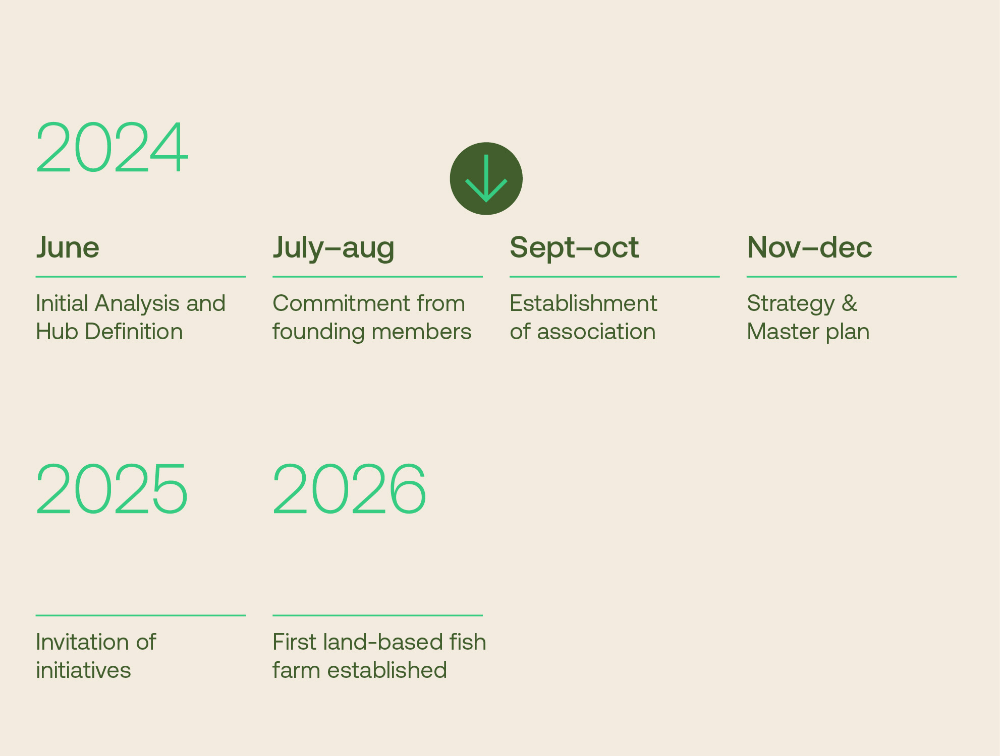 2024
June
July–aug
Sept–oct
Nov–dec
Initial Analysis and
Hub Definition
Commitment from
founding members
Establishment
of association
Strategy &
Master plan
2025
2026
Invitation of
initiatives
First land-based fish
farm established